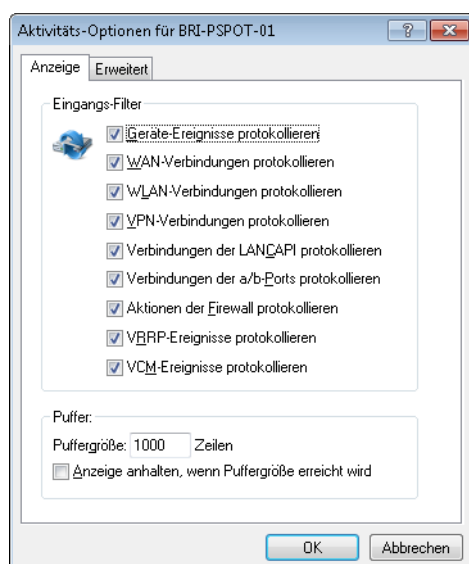 Aktivitäts-Optionen für BRI-PSPOT-01
Anzeige Erweitert
Eingangs-Filter
Geräte-Ereignisse protokollieren
WAN-Verbindungen protokollieren
WLAN-Verbindungen protokollieren
VPN-Verbindungen protokollieren
Verbindungen der LANCAPI protokollieren
Verbindungen der a/b-Ports protokollieren
Aktionen der Firewall protokollieren
VRRP-Ereignisse protokollieren
VCM-Ereignisse protokollieren
Puffer:
Puffergröße: 1000 Zeilen
Anzeige anhalten, wenn Puffergröße erreicht wird
OK Abbrechen